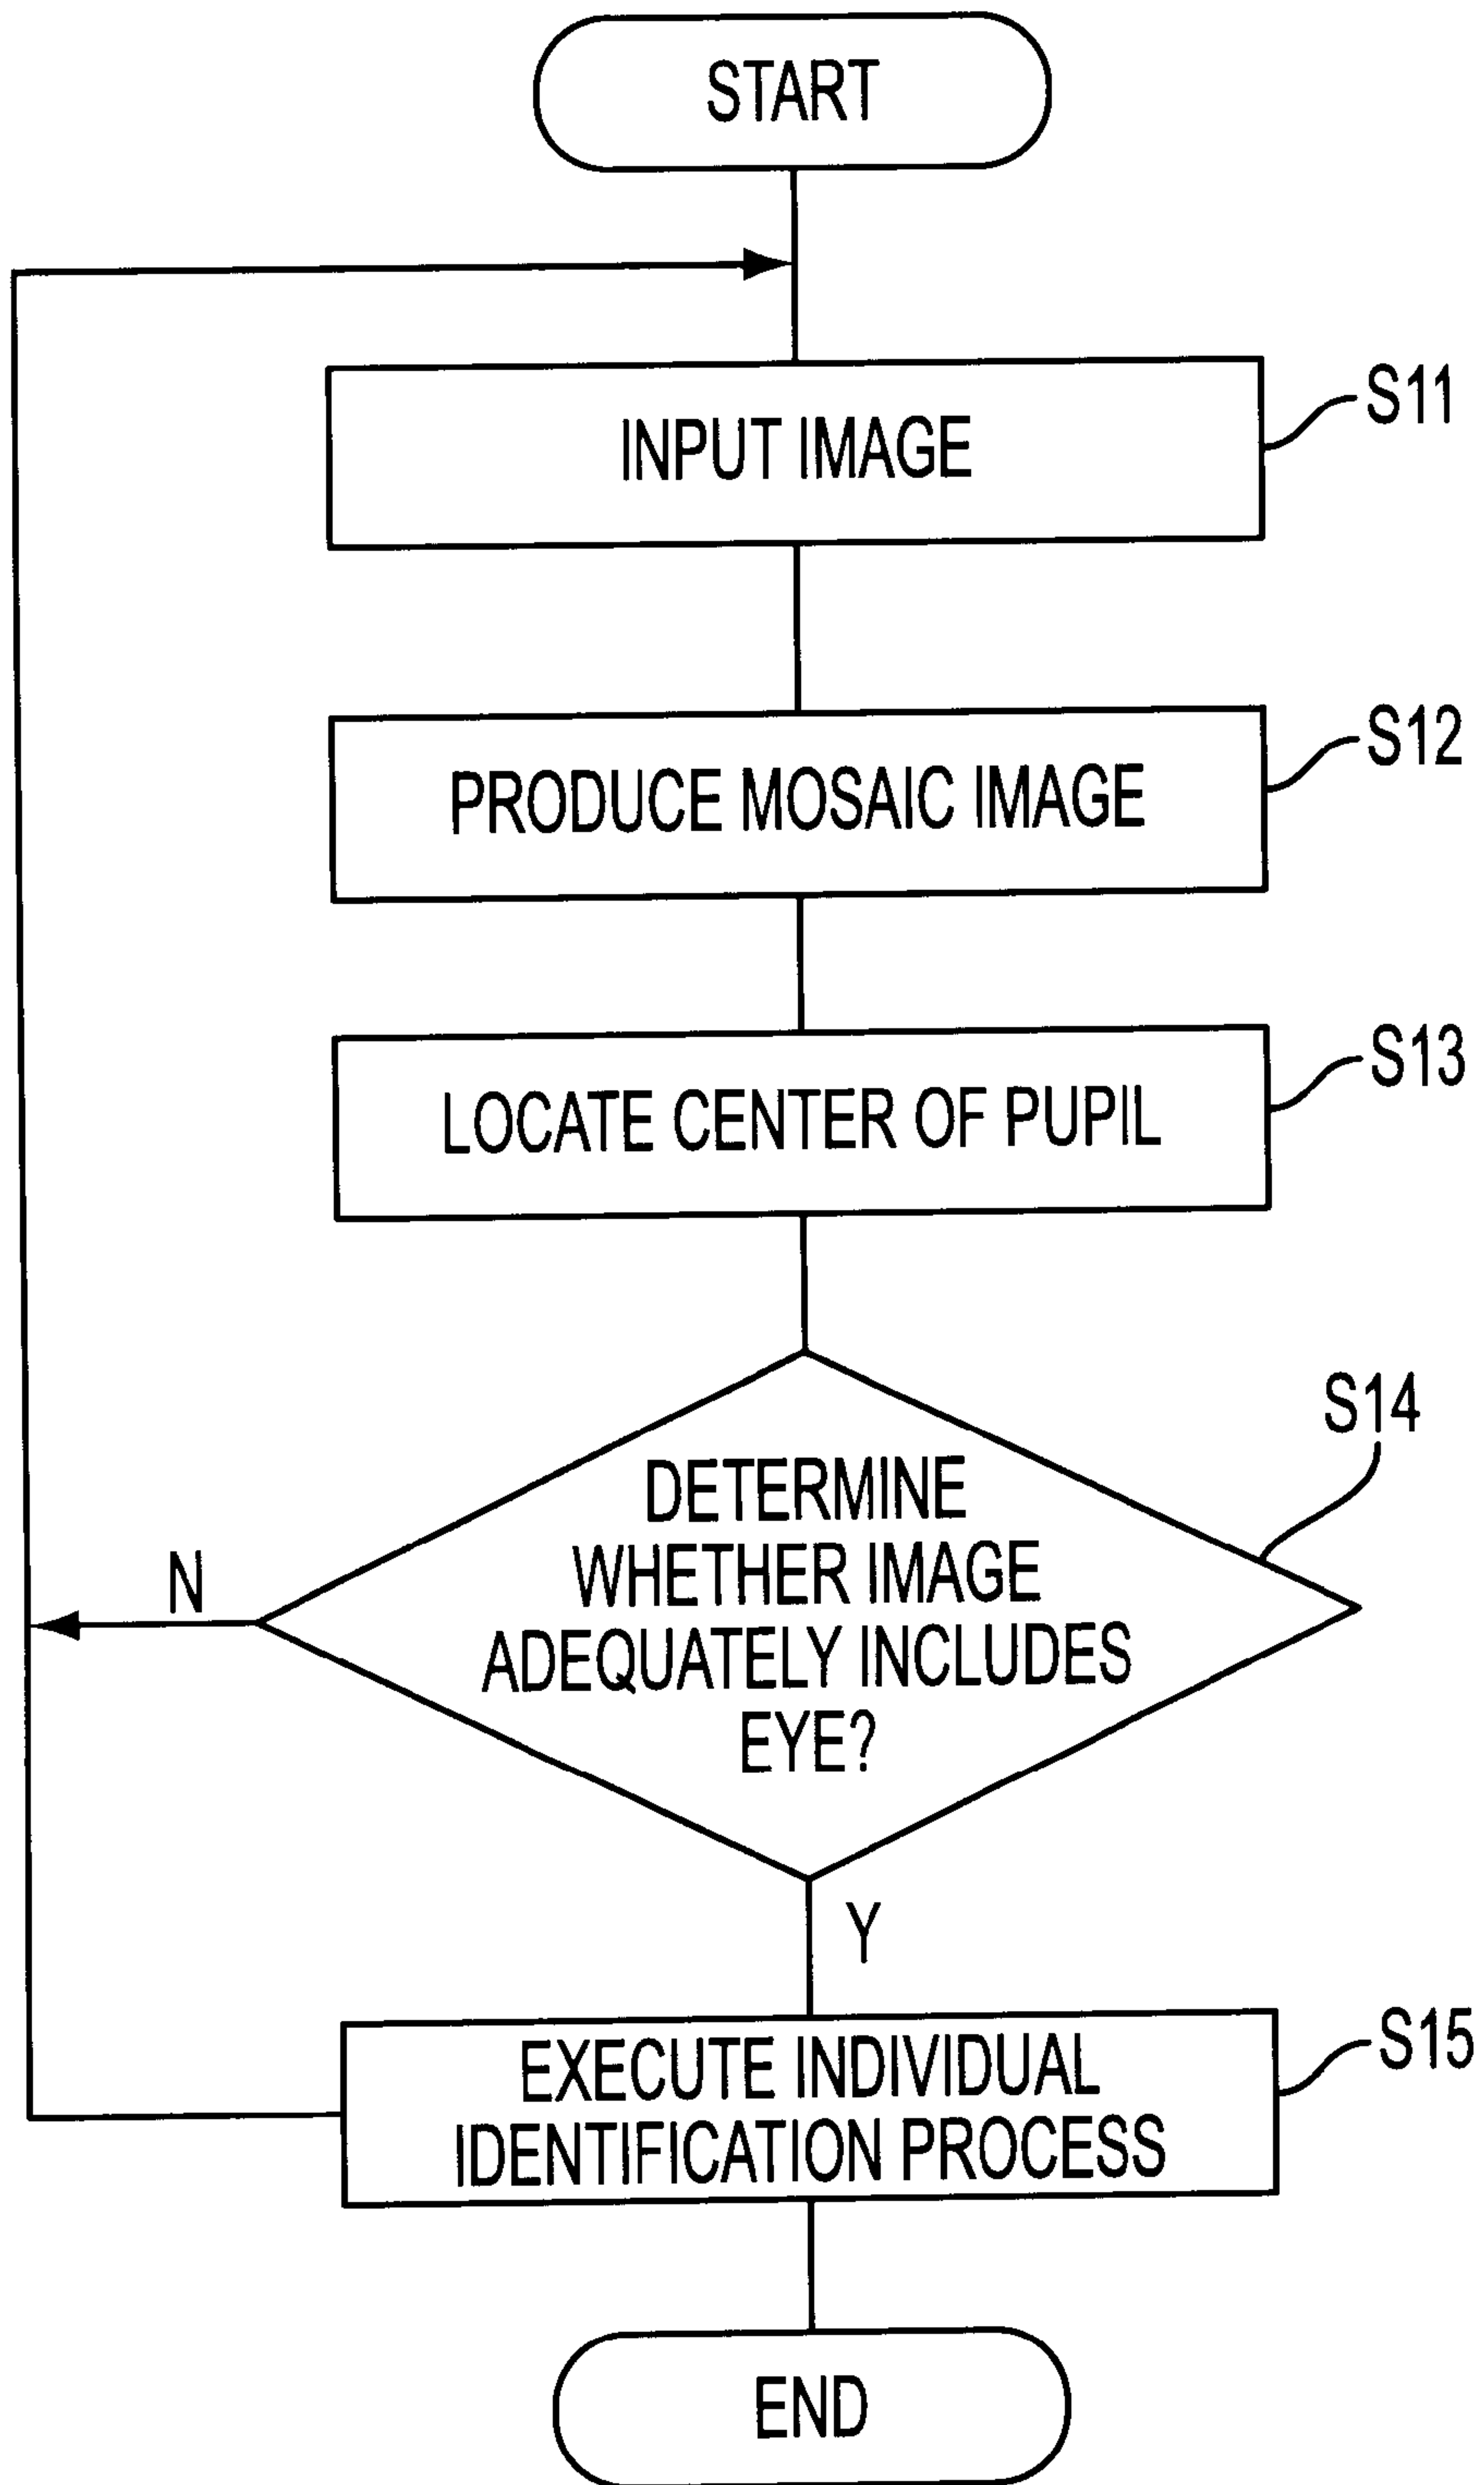 START
INPUT IMAGE
S11
PRODUCE MOSAIC IMAGE
S12
LOCATE CENTER OF PUPIL
S13
S14
DETERMINE
WHETHER IMAGE
ADEQUATELY INCLUDES
EYE?
N
Y
EXECUTE INDIVIDUAL
IDENTIFICATION PROCESS
S15
END